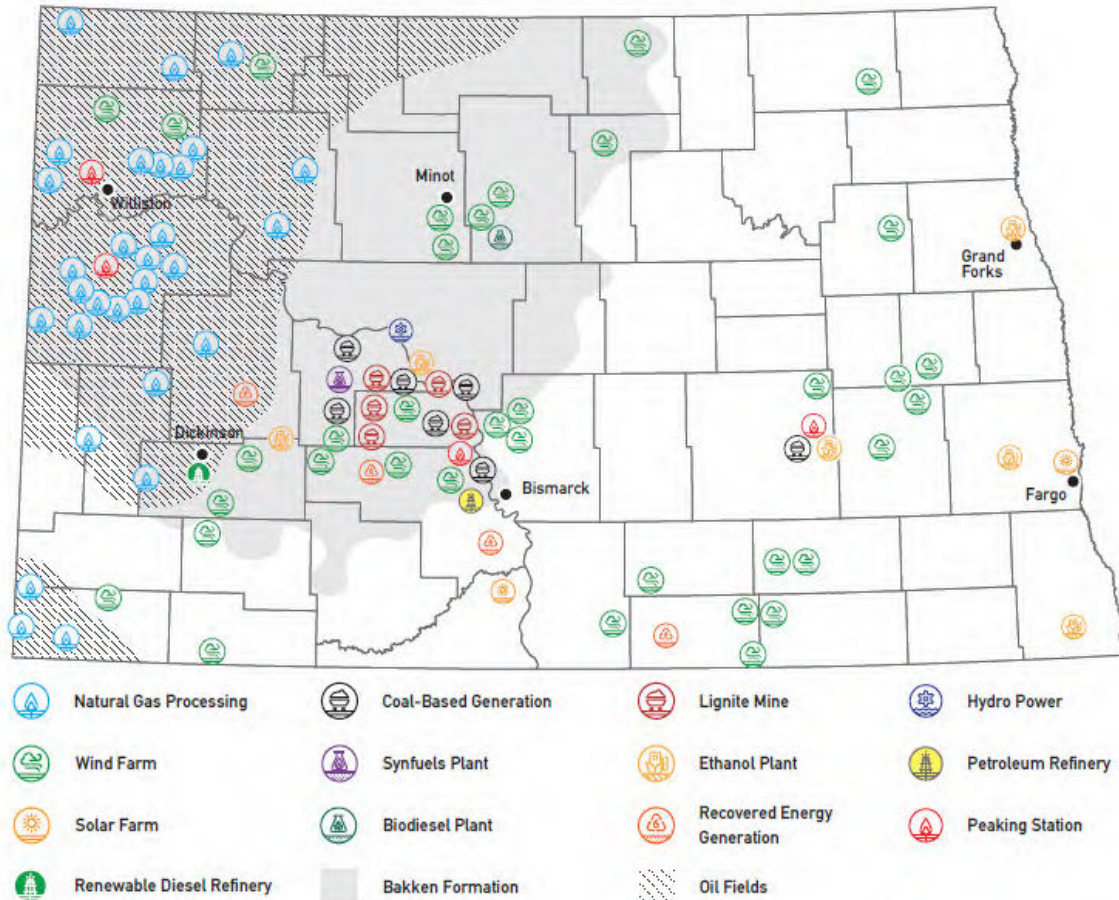 Minot
Williston
Grand
Forks
Dickinson
Bismarck
Fargo
Natural Gas Processing
Coal-Based Generation
Lignite Mine
Hydro Power
Wind Farm
Synfuels Plant
Ethanol Plant
Petroleum Refinery
Solar Farm
Biodiesel Plant
Recovered Energy
Generation
Peaking Station
Renewable Diesel Refinery
Bakken Formation
Oil Fields